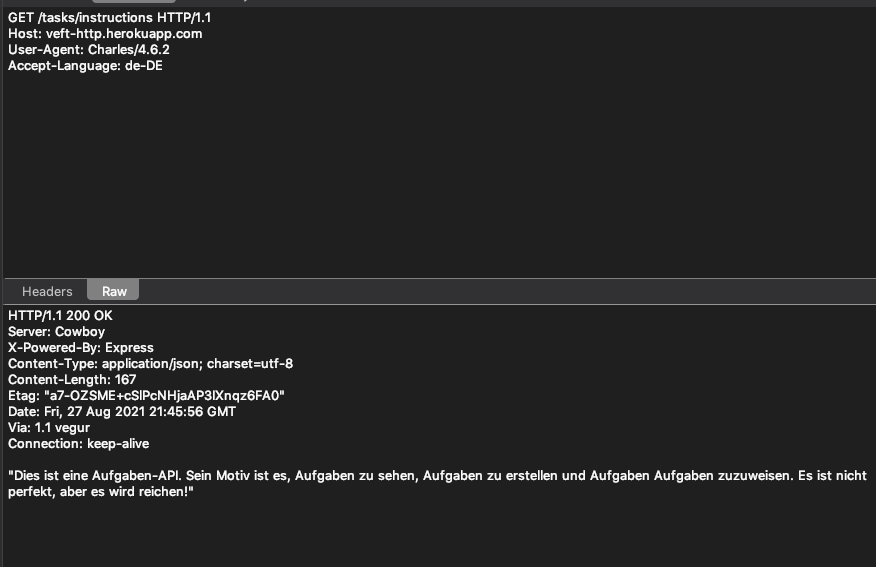 GET /tasks/instructions HTTP/1.1
Host: veft-http.herokuapp.com
User-Agent: Charles/4.6.2
Accept-Language: de-DE
Headers Raw
HTTP/1.1 200 OK
Server: Cowboy
X-Powered-By: Express
Content-Type: application/json; charset=utf-8
Content-Length: 167
Etag: "a7-OZSME+cSlPcNHjaAP3lXnqz6FA0"
Date: Fri, 27 Aug 2021 21:45:56 GMT
Via: 1.1 vegur
Connection: keep-alive
"Dies ist eine Aufgaben-API. Sein Motiv ist es, Aufgaben zu sehen, Aufgaben zu erstellen und Aufgaben Aufgaben zuzuweisen. Es ist nicht
perfekt, aber es wird reichen!"